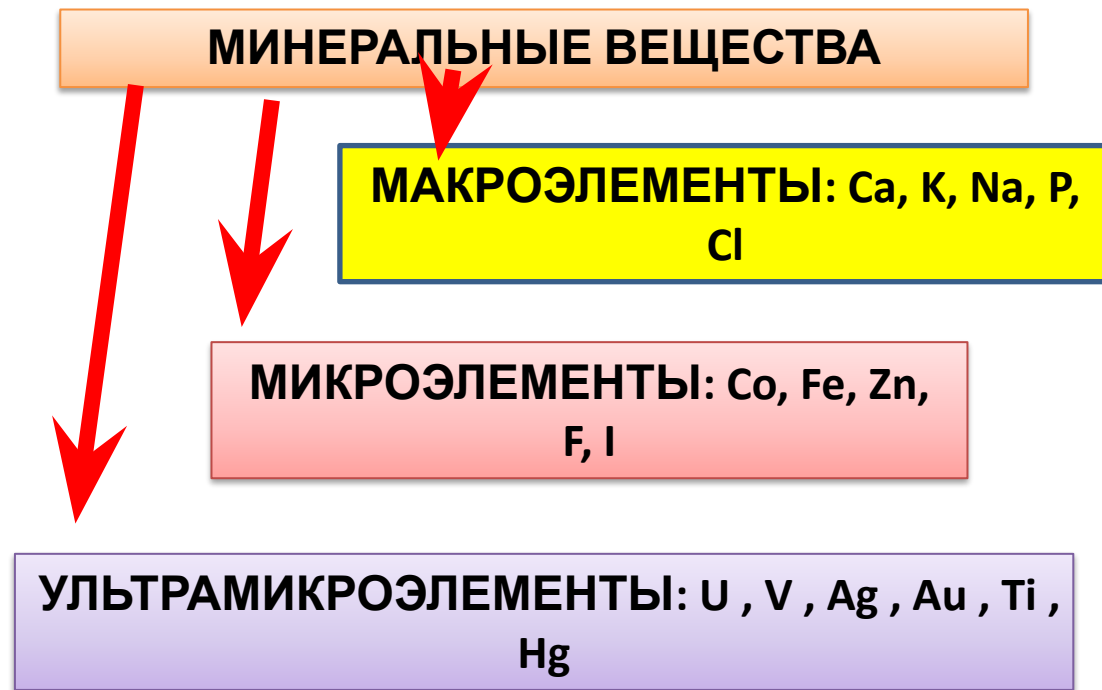 МИНЕРАЛЬНЫЕ ВЕЩЕСТВА
МАКРОЭЛЕМЕНТЫ: Ca, K, Na, P,
Cl
МИКРОЭЛЕМЕНТЫ: Co, Fe, Zn,
F, I
УЛЬТРАМИКРОЭЛЕМЕНТЫ: U , V , Ag , Au , Ti ,
Hg